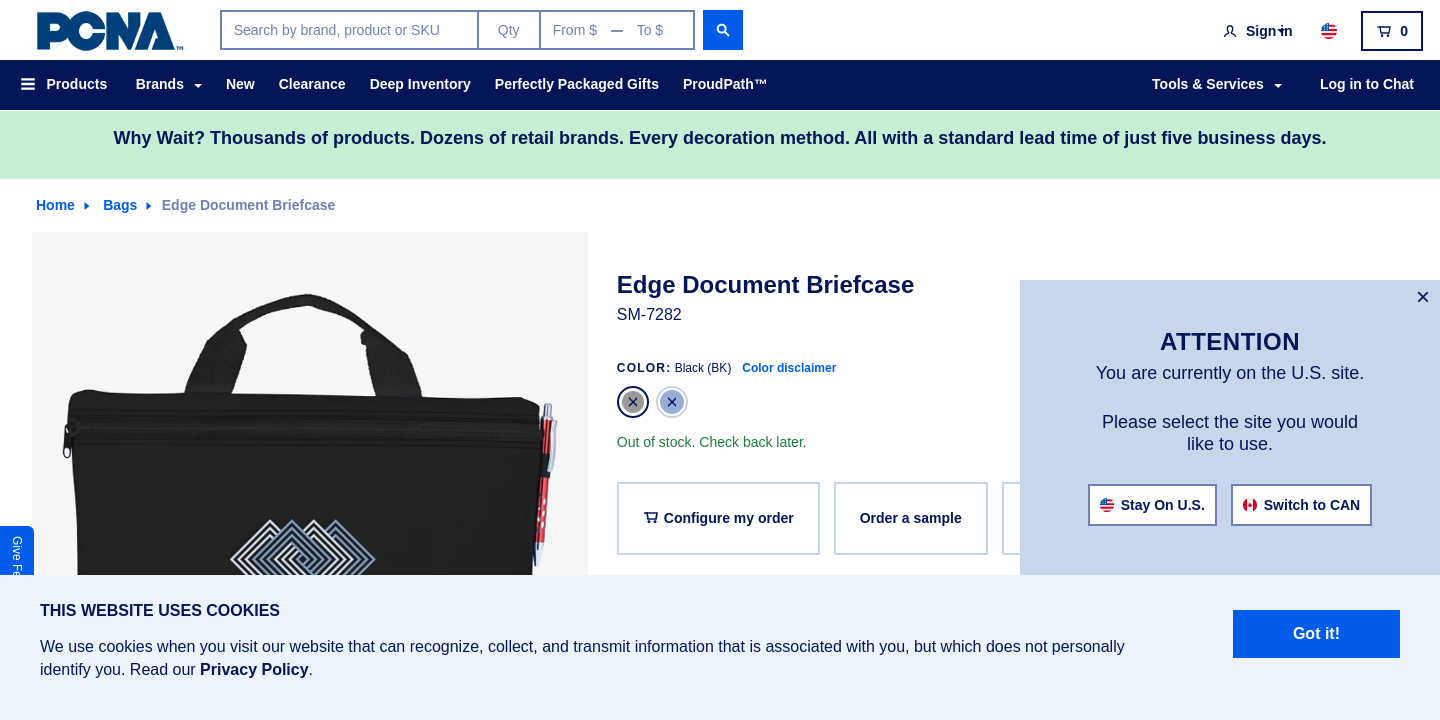 PCNA™
Search by brand, product or SKU
Qty
From $ — To $
Sign in
0
Products
Brands
New
Clearance
Deep Inventory
Perfectly Packaged Gifts
ProudPath™
Tools & Services
Log in to Chat
Why Wait? Thousands of products. Dozens of retail brands. Every decoration method. All with a standard lead time of just five business days.
Home
Bags
Edge Document Briefcase
Edge Document Briefcase
SM-7282
COLOR: Black (BK) Color disclaimer
Out of stock. Check back later.
Configure my order
Order a sample
ATTENTION
You are currently on the U.S. site.
Please select the site you would
like to use.
Stay On U.S.
Switch to CAN
Give Fe
THIS WEBSITE USES COOKIES
We use cookies when you visit our website that can recognize, collect, and transmit information that is associated with you, but which does not personally
identify you. Read our Privacy Policy.
Got it!